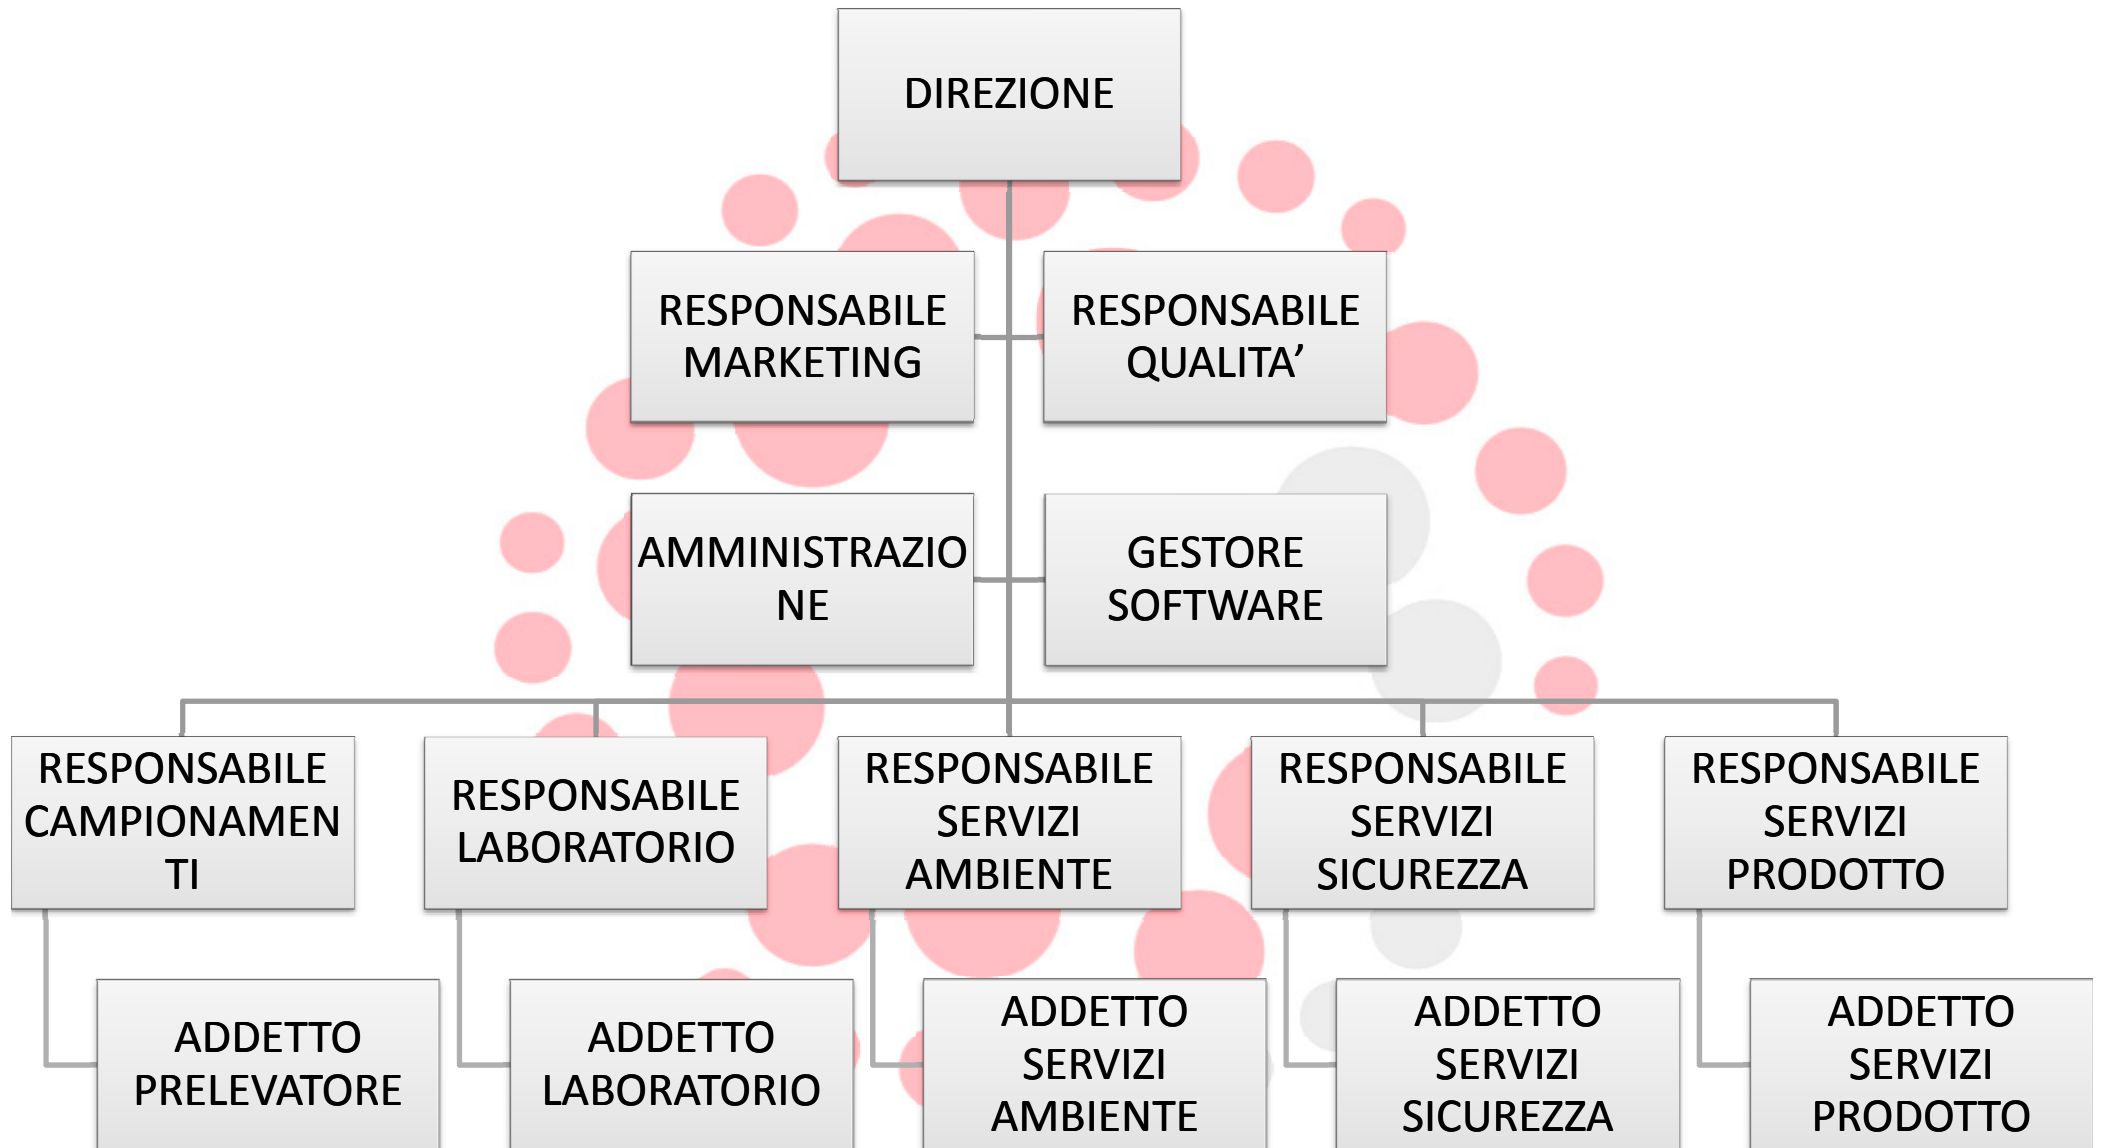 DIREZIONE
RESPONSABILE
MARKETING
RESPONSABILE
QUALITA’
AMMINISTRAZIO
NE
GESTORE
SOFTWARE
RESPONSABILE
CAMPIONAMEN
TI
RESPONSABILE
LABORATORIO
RESPONSABILE
SERVIZI
AMBIENTE
RESPONSABILE
SERVIZI
SICUREZZA
RESPONSABILE
SERVIZI
PRODOTTO
ADDETTO
PRELEVATORE
ADDETTO
LABORATORIO
ADDETTO
SERVIZI
AMBIENTE
ADDETTO
SERVIZI
SICUREZZA
ADDETTO
SERVIZI
PRODOTTO